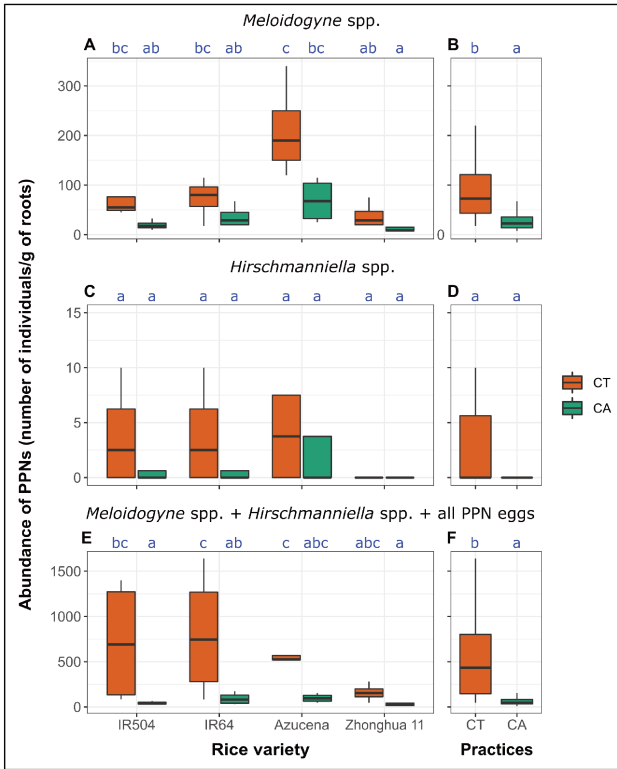 Meloidogyne spp.
A bc ab bc ab c bc ab a B b a
300
200
100
0 0
Hirschmanniella spp.
C a a a a a a a a D a a
15
10
5
0
CT
CA
Meloidogyne spp. + Hirschmanniella spp. + all PPN eggs
E bc a c ab c abc abc a F b a
1500
1000
500
0
IR504 IR64 Azucena Zhonghua 11 CT CA
Rice variety Practices
Abundance of PPNs (number of individuals/g of roots)